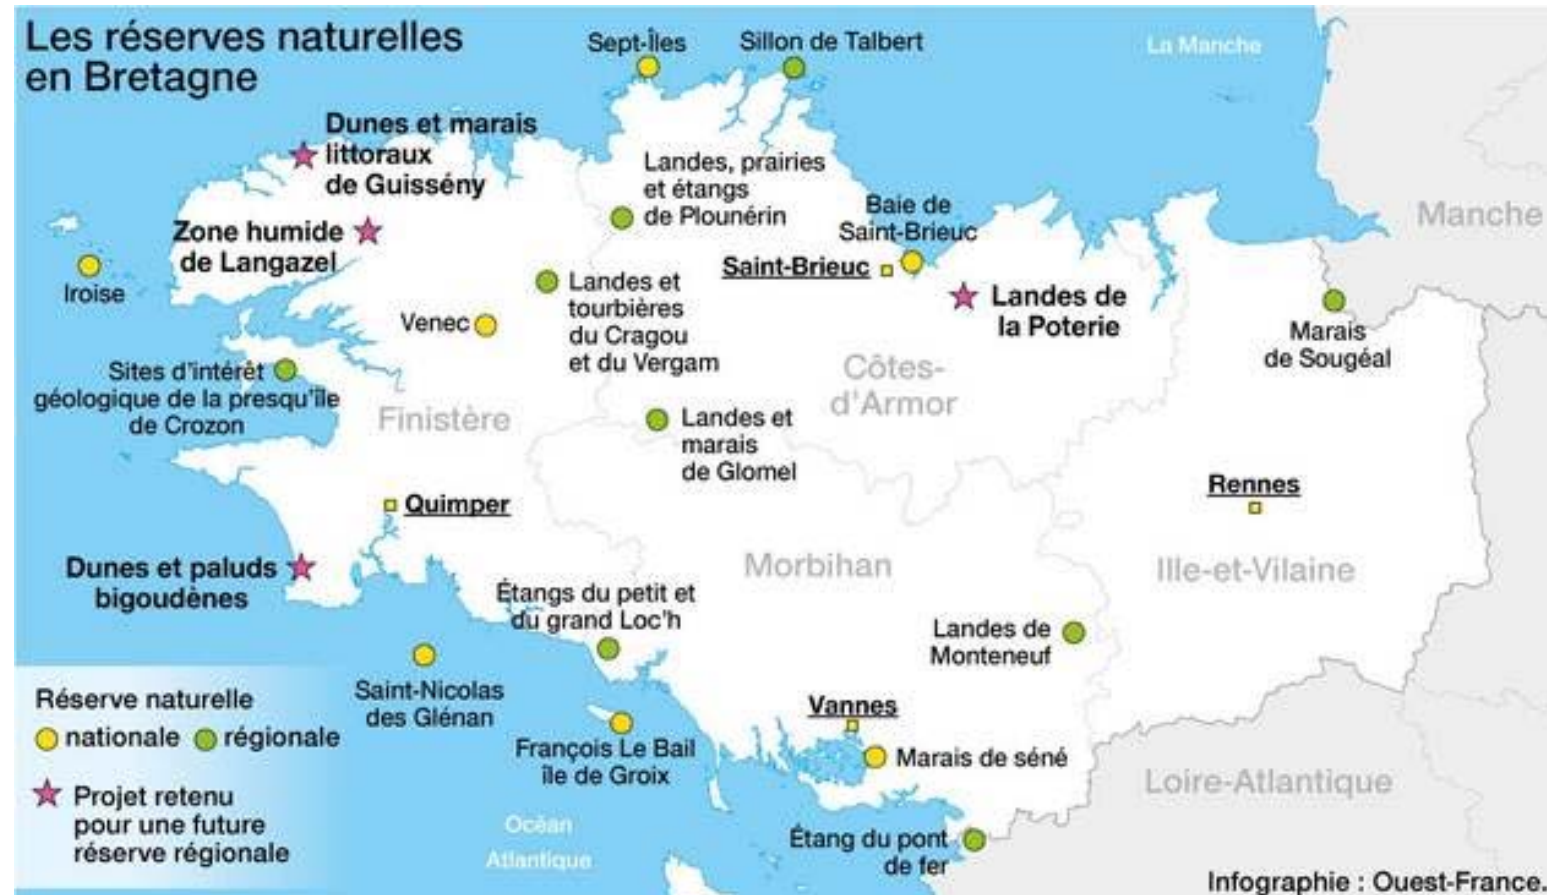 Les réserves naturelles
en Bretagne
Sept-Îles
Sillon de Talbert
La Manche
Dunes et marais
littoraux
de Guissény
Landes, prairies
et étangs
de Plounérin
Baie de
Saint-Brieuc
Manche
Zone humide
de Langazel
Saint-Brieuc
Iroise
Landes et
tourbières
du Cragou
et du Vergam
Landes de
la Poterie
Venec
Marais
de Sougéal
Sites d'intérêt
géologique de la presqu'île
de Crozon
Côtes-
d'Armor
Finistère
Landes et
marais
de Glomel
Rennes
Quimper
Morbihan
Ille-et-Vilaine
Dunes et paluds
bigoudènes
Étangs du petit et
du grand Loc'h
Landes de
Monteneuf
Saint-Nicolas
des Glénan
Vannes
François Le Bail
île de Groix
Marais de séné
Loire-Atlantique
Réserve naturelle
nationale
régionale
Projet retenu
pour une future
réserve régionale
Océan
Atlantique
Étang du pont
de fer
Infographie : Ouest-France.